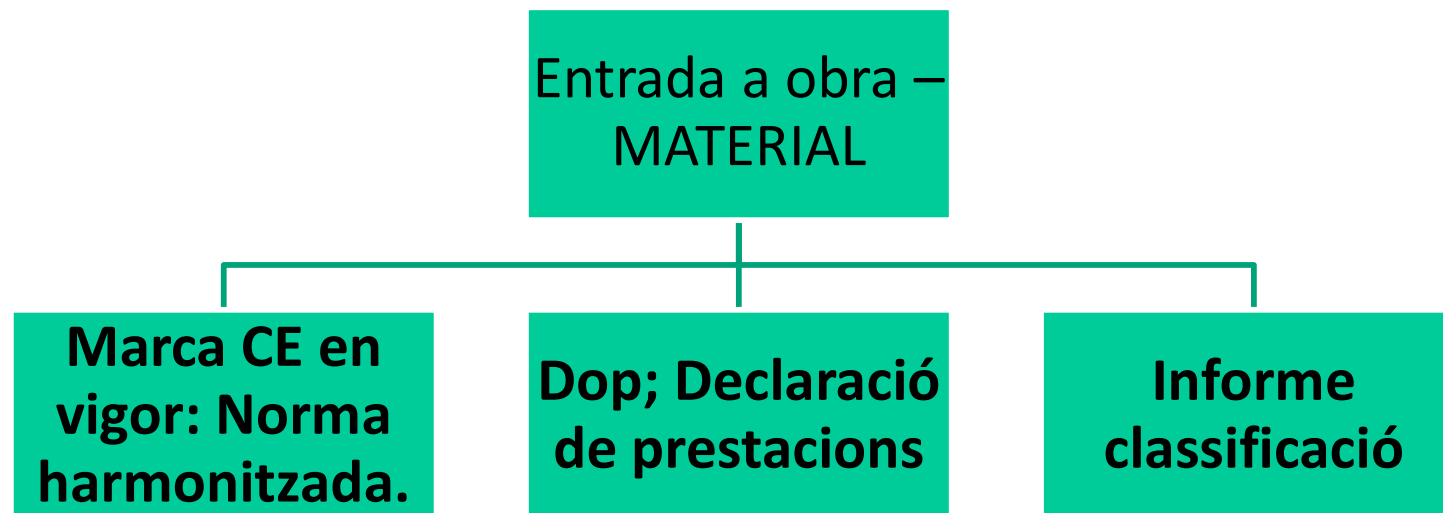 Entrada a obra –
MATERIAL
Marca CE en
vigor: Norma
harmonitzada.
Dop; Declaració
de prestacions
Informe
classificació